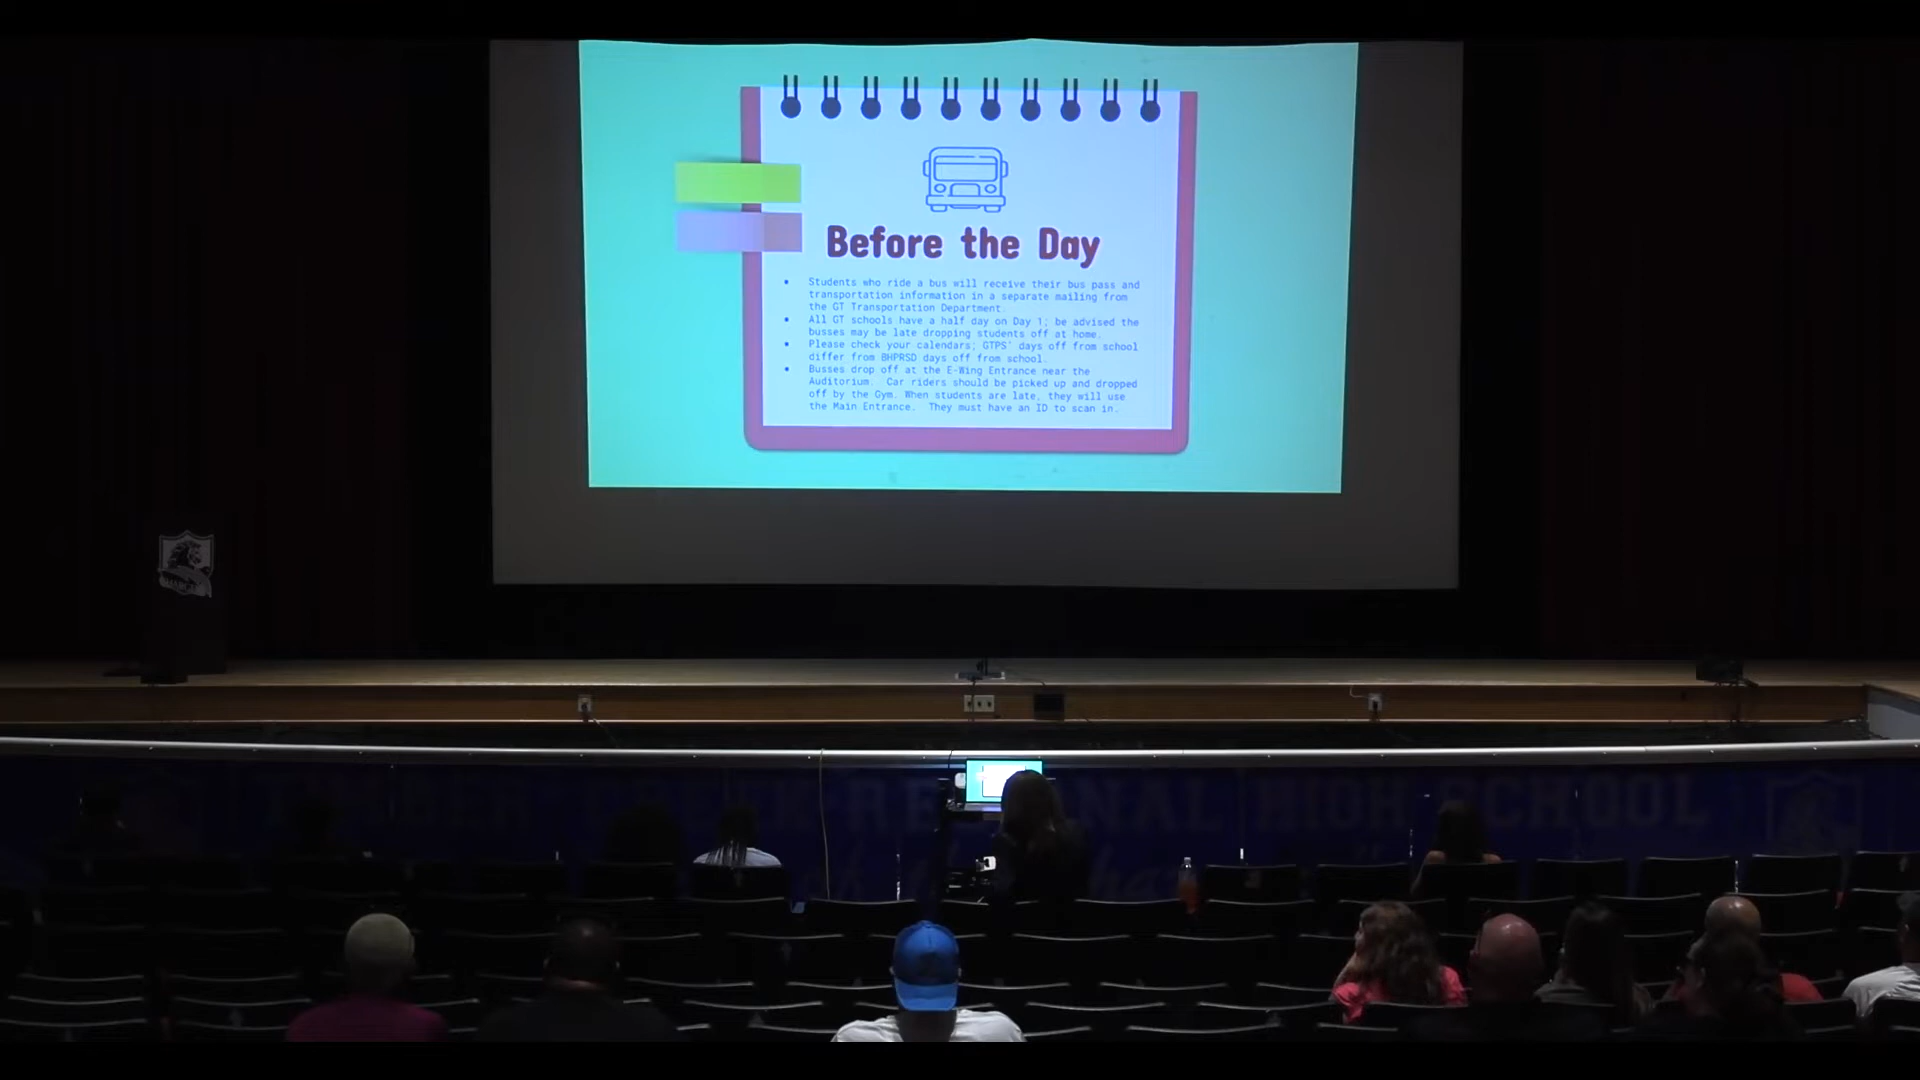 Before the Day
• Students who ride a bus will receive their bus pass and
transportation information in a separate mailing from
the GT Transportation Department.
• All GT schools have a half day on Day 1; be advised the
busses may be late dropping students off at home.
• Please check your calendars; GTPS' days off from school
differ from BHPRSD days off from school.
• Busses drop off at the E-Wing Entrance near the
Auditorium. Car riders should be picked up and dropped
off by the Gym. When students are late, they will use
the Main Entrance. They must have an ID to scan in.
HIGH SCHOOL